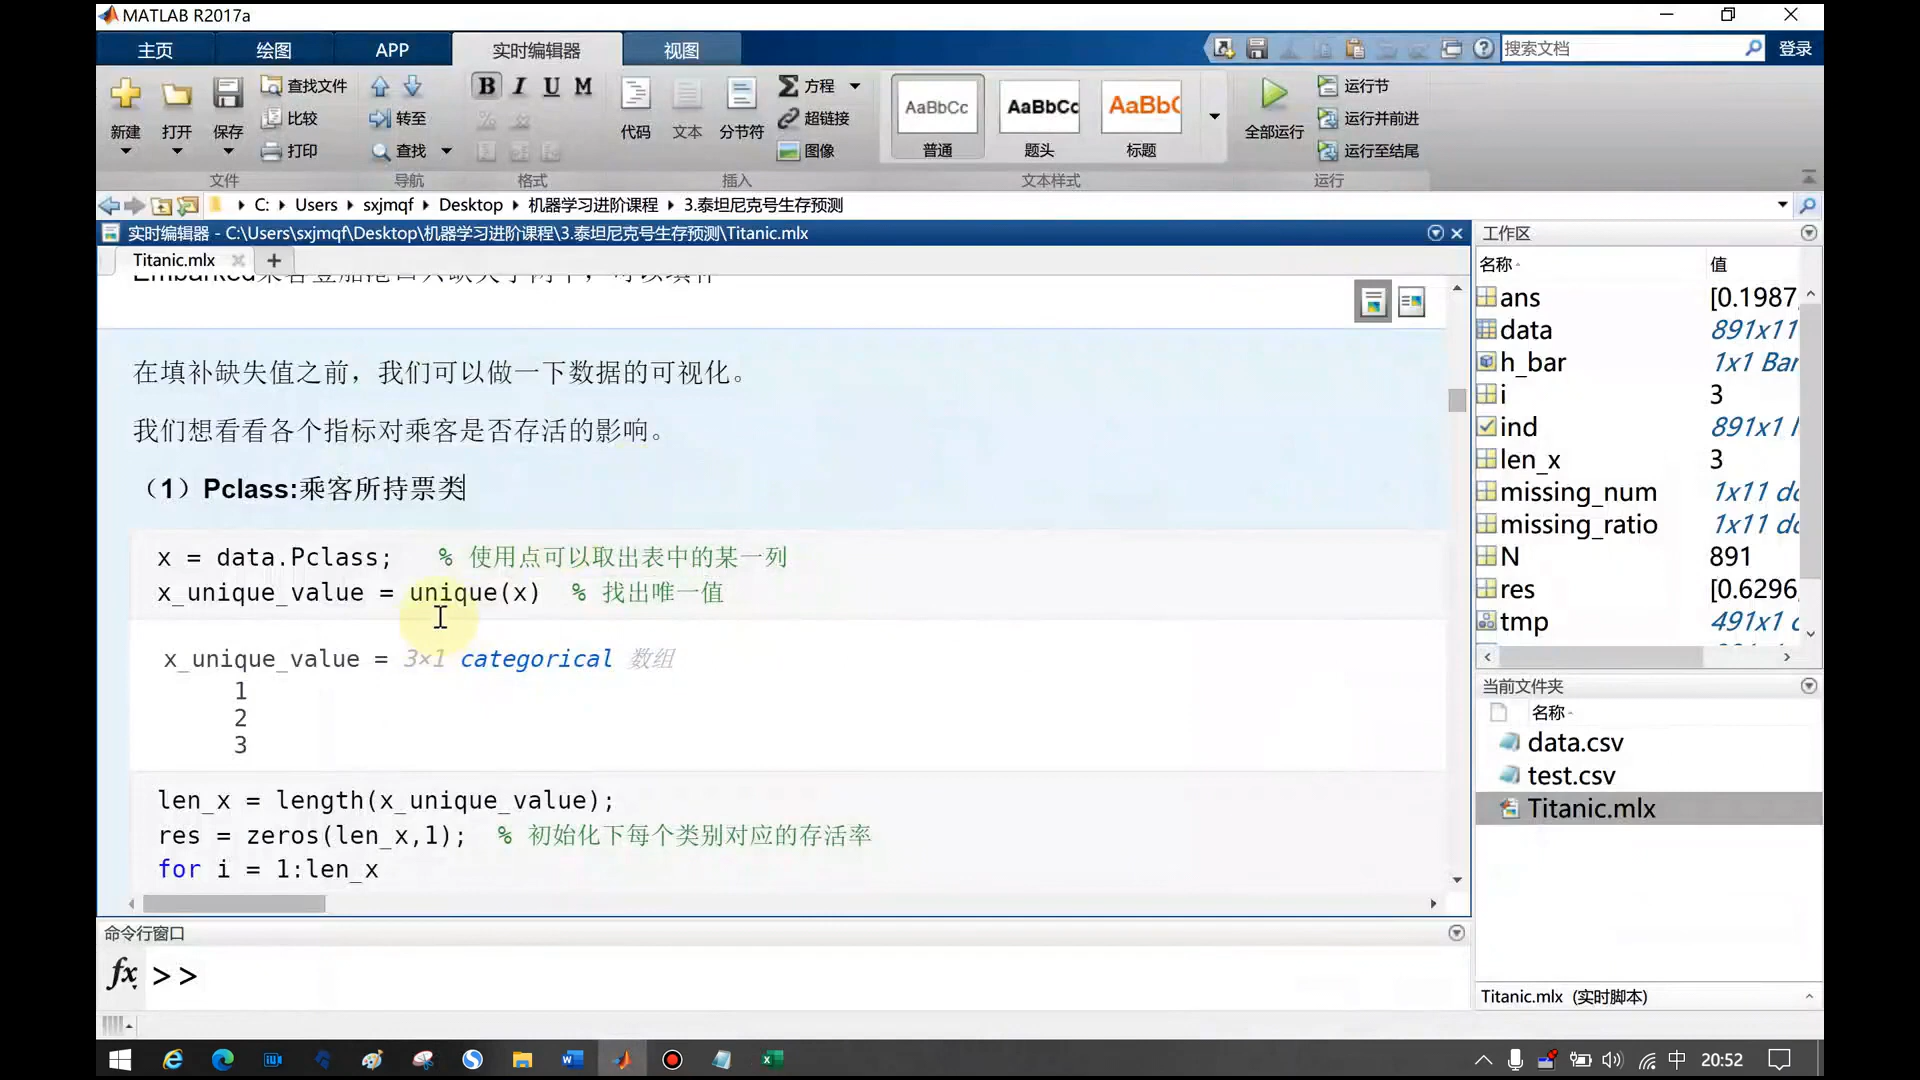 MATLAB R2017a
主页 绘图 APP 实时编辑器 视图
搜索文档 登录
新建 打开 保存 查找文件 比较 打印
转至 查找
B I U M
代码 文本 分节符 方程 超链接 图像
AaBbCc AaBbCc AaBbC
普通 题头 标题
全部运行 运行节 运行并前进 运行至结尾
文件 导航 格式 插入 文本样式 运行
C: Users sxjmqf Desktop 机器学习进阶课程 3.泰坦尼克号生存预测
实时编辑器 - C:\Users\sxjmqf\Desktop\机器学习进阶课程\3.泰坦尼克号生存预测\Titanic.mlx
Titanic.mlx
在填补缺失值之前，我们可以做一下数据的可视化。
我们想看看各个指标对乘客是否存活的影响。
（1）Pclass:乘客所持票类
x = data.Pclass; % 使用点可以取出表中的某一列
x_unique_value = unique(x) % 找出唯一值
x_unique_value = 3×1 categorical 数组
1
2
3
len_x = length(x_unique_value);
res = zeros(len_x,1); % 初始化下每个类别对应的存活率
for i = 1:len_x
命令行窗口
fx >>
工作区
名称 值
ans [0.1987,
data 891x11
h_bar 1x1 Bar
i 3
ind 891x1 l
len_x 3
missing_num 1x11 do
missing_ratio 1x11 do
N 891
res [0.6296,
tmp 491x1 c
当前文件夹
名称
data.csv
test.csv
Titanic.mlx
Titanic.mlx (实时脚本)
中 20:52